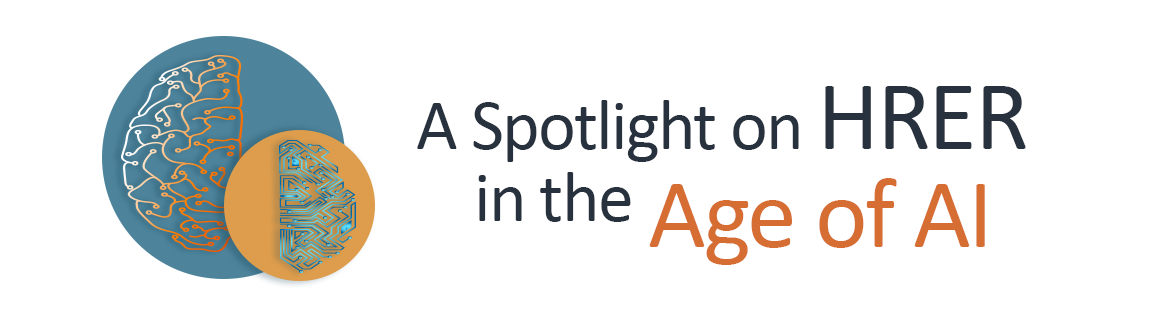 A Spotlight on HRER
in the Age of AI